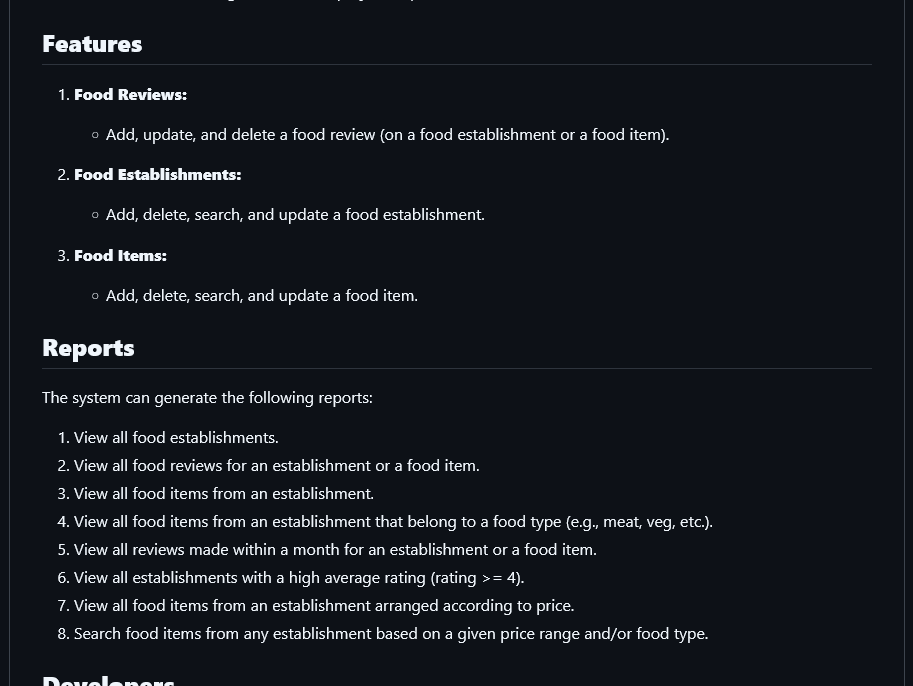 Features
1. Food Reviews:
○ Add, update, and delete a food review (on a food establishment or a food item).
2. Food Establishments:
○ Add, delete, search, and update a food establishment.
3. Food Items:
○ Add, delete, search, and update a food item.
Reports
The system can generate the following reports:
1. View all food establishments.
2. View all food reviews for an establishment or a food item.
3. View all food items from an establishment.
4. View all food items from an establishment that belong to a food type (e.g., meat, veg, etc.).
5. View all reviews made within a month for an establishment or a food item.
6. View all establishments with a high average rating (rating >= 4).
7. View all food items from an establishment arranged according to price.
8. Search food items from any establishment based on a given price range and/or food type.
Developers